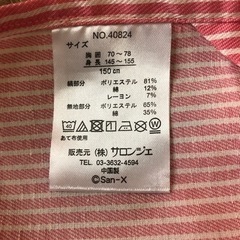 NO.40824
サイズ
胸囲 70 ~ 78
身長 145 ~ 155
150㎝
縞部分 ポリエステル 81%
綿 12%
レーヨン 7%
無地部分 ポリエステル 65%
綿 35%
あて布使用
販売元 (株) サロンジェ
TEL 03-3632-4594
中国製
©San-X